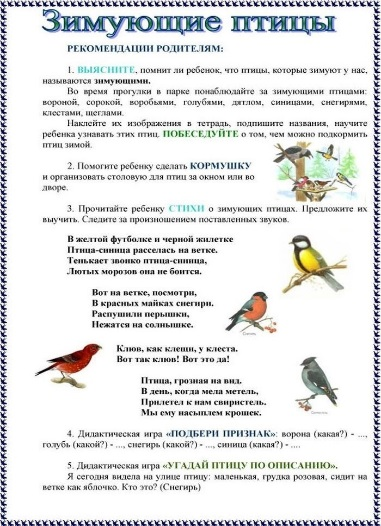 Зимующие птицы
РЕКОМЕНДАЦИИ РОДИТЕЛЯМ:
1. ВЫЯСНИТЕ, помнит ли ребенок, что птицы, которые зимуют у нас,
называются зимующими.
Во время прогулки в парке понаблюдайте за зимующими птицами:
вороной, сорокой, воробьями, голубями, дятлом, синицами, снегирями,
клестами, щеглами.
Наклейте их изображения в тетрадь, подпишите названия, научите
ребенка узнавать этих птиц. ПОБЕСЕДУЙТЕ о том, чем можно подкормить
птиц зимой.
2. Помогите ребенку сделать КОРМУШКУ
и организовать столовую для птиц за окном или во
дворе.
3. Прочитайте ребенку СТИХИ о зимующих птицах. Предложите их
выучить. Следите за произношением поставленных звуков.
В желтой футболке и черной жилетке
Птица-синица расселась на ветке.
Тенькает звонко птица-синица,
Лютых морозов она не боится.
Вот на ветке, посмотри,
В красных майках снегири.
Распушили перышки,
Нежатся на солнышке.
Клюв, как клещи, у клеста.
Вот так клюв! Вот это да!
Птица, грозная на вид.
В день, когда мела метель,
Прилетел к нам свиристель.
Мы ему насыплем крошек.
4. Дидактическая игра «ПОДБЕРИ ПРИЗНАК»: ворона (какая?) - ...,
голубь (какой?) - ..., снегирь (какой?) - ..., синица (какая?) - ....
5. Дидактическая игра «УГАДАЙ ПТИЦУ ПО ОПИСАНИЮ».
Я сегодня видела на улице птицу: маленькая, грудка розовая, сидит на
ветке как яблочко. Кто это? (Снегирь)